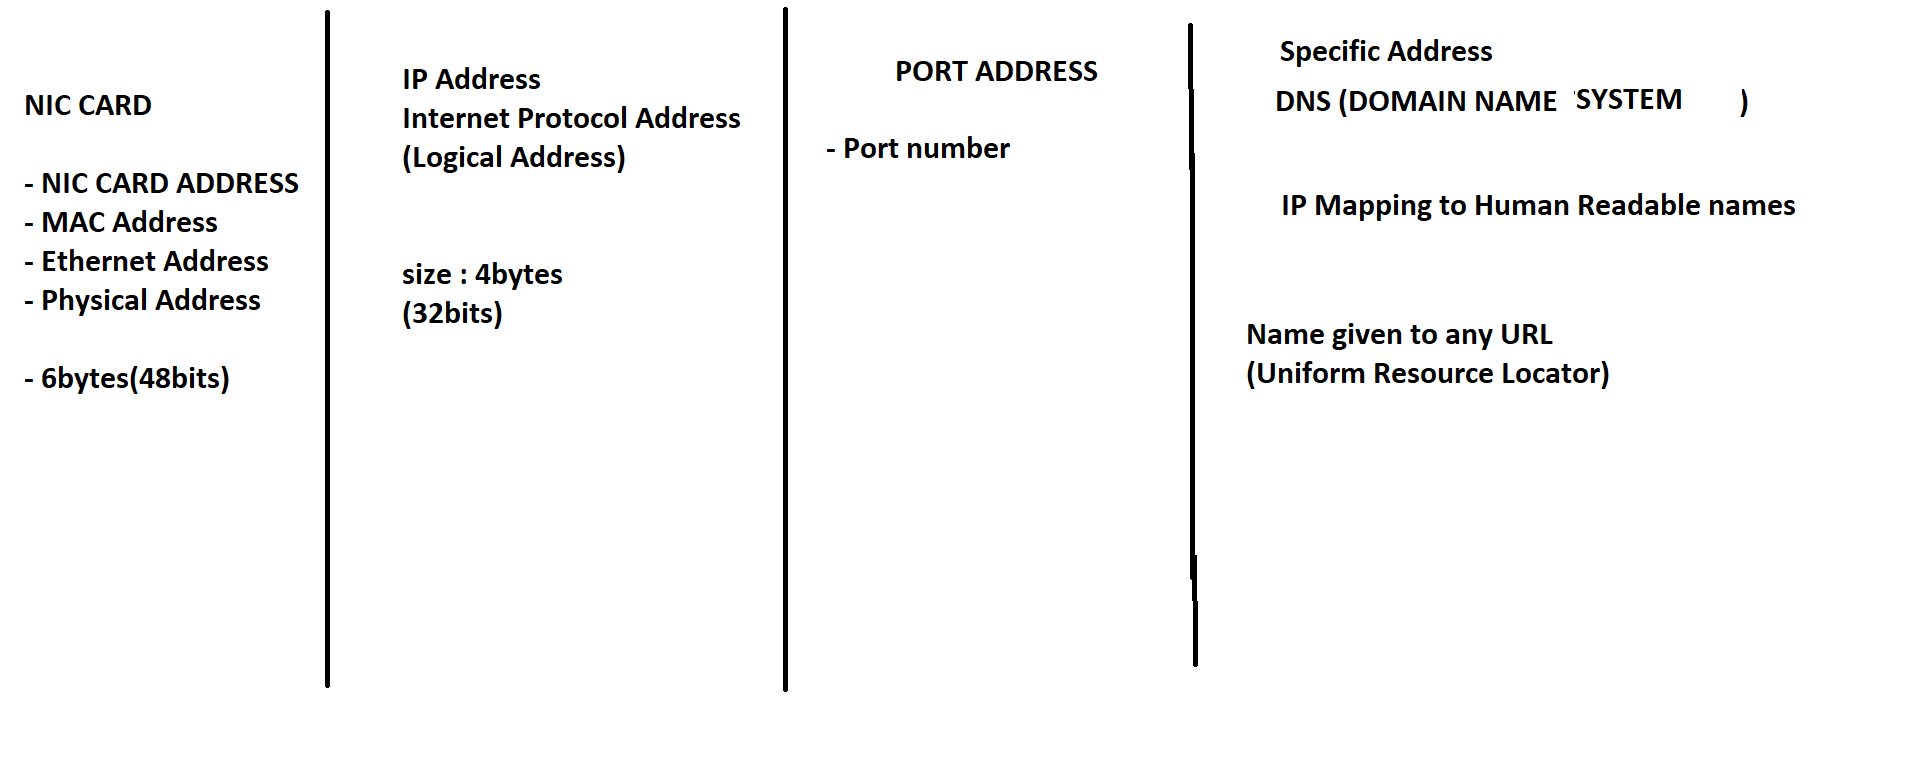 NIC CARD
- NIC CARD ADDRESS
- MAC Address
- Ethernet Address
- Physical Address
- 6bytes(48bits)
IP Address
Internet Protocol Address
(Logical Address)
size : 4bytes
(32bits)
PORT ADDRESS
- Port number
Specific Address
DNS (DOMAIN NAME SYSTEM )
IP Mapping to Human Readable names
Name given to any URL
(Uniform Resource Locator)